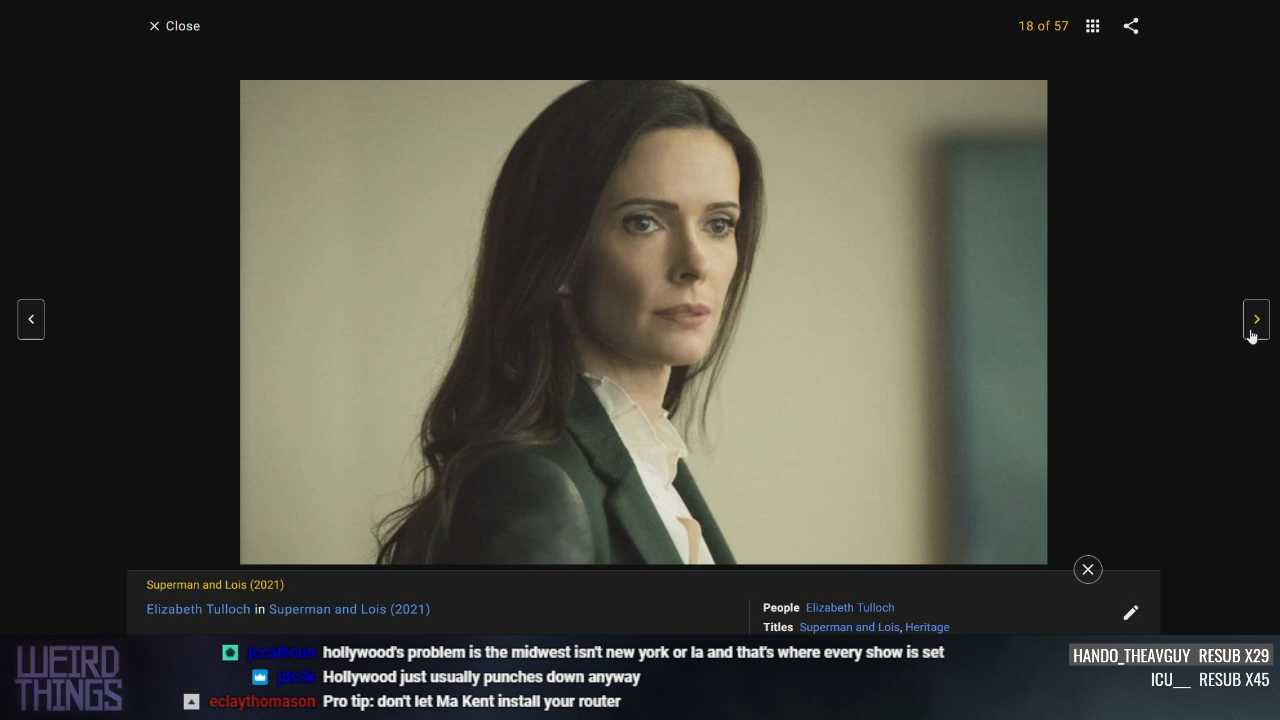 Close
18 of 57
Superman and Lois (2021)
Elizabeth Tulloch in Superman and Lois (2021)
People Elizabeth Tulloch
Titles Superman and Lois, Heritage
WEIRD
THINGS
jccalhoun hollywood's problem is the midwest isn't new york or la and that's where every show is set
jds3x Hollywood just usually punches down anyway
eclaythomason Pro tip: don't let Ma Kent install your router
HANDO_THEAVGUY RESUB X29
ICU__ RESUB X45